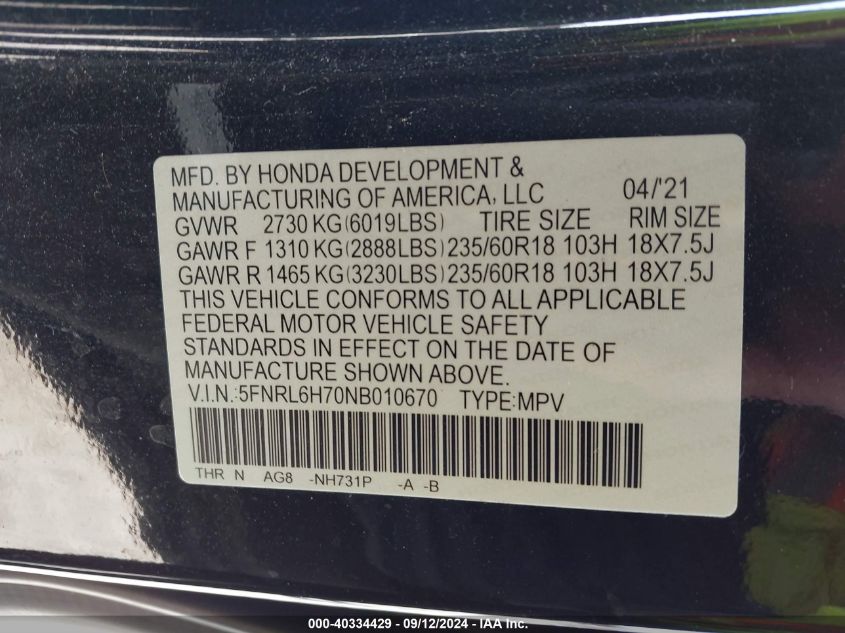 MFD. BY HONDA DEVELOPMENT &
MANUFACTURING OF AMERICA, LLC 04/'21
GVWR 2730 KG(6019LBS) TIRE SIZE RIM SIZE
GAWR F 1310 KG(2888LBS) 235/60R18 103H 18X7.5J
GAWR R 1465 KG(3230LBS) 235/60R18 103H 18X7.5J
THIS VEHICLE CONFORMS TO ALL APPLICABLE
FEDERAL MOTOR VEHICLE SAFETY
STANDARDS IN EFFECT ON THE DATE OF
MANUFACTURE SHOWN ABOVE.
V.I.N.:5FNRL6H70NB010670 TYPE:MPV
THR N AG8 -NH731P -A -B
000-40334429 - 09/12/2024 - IAA Inc.